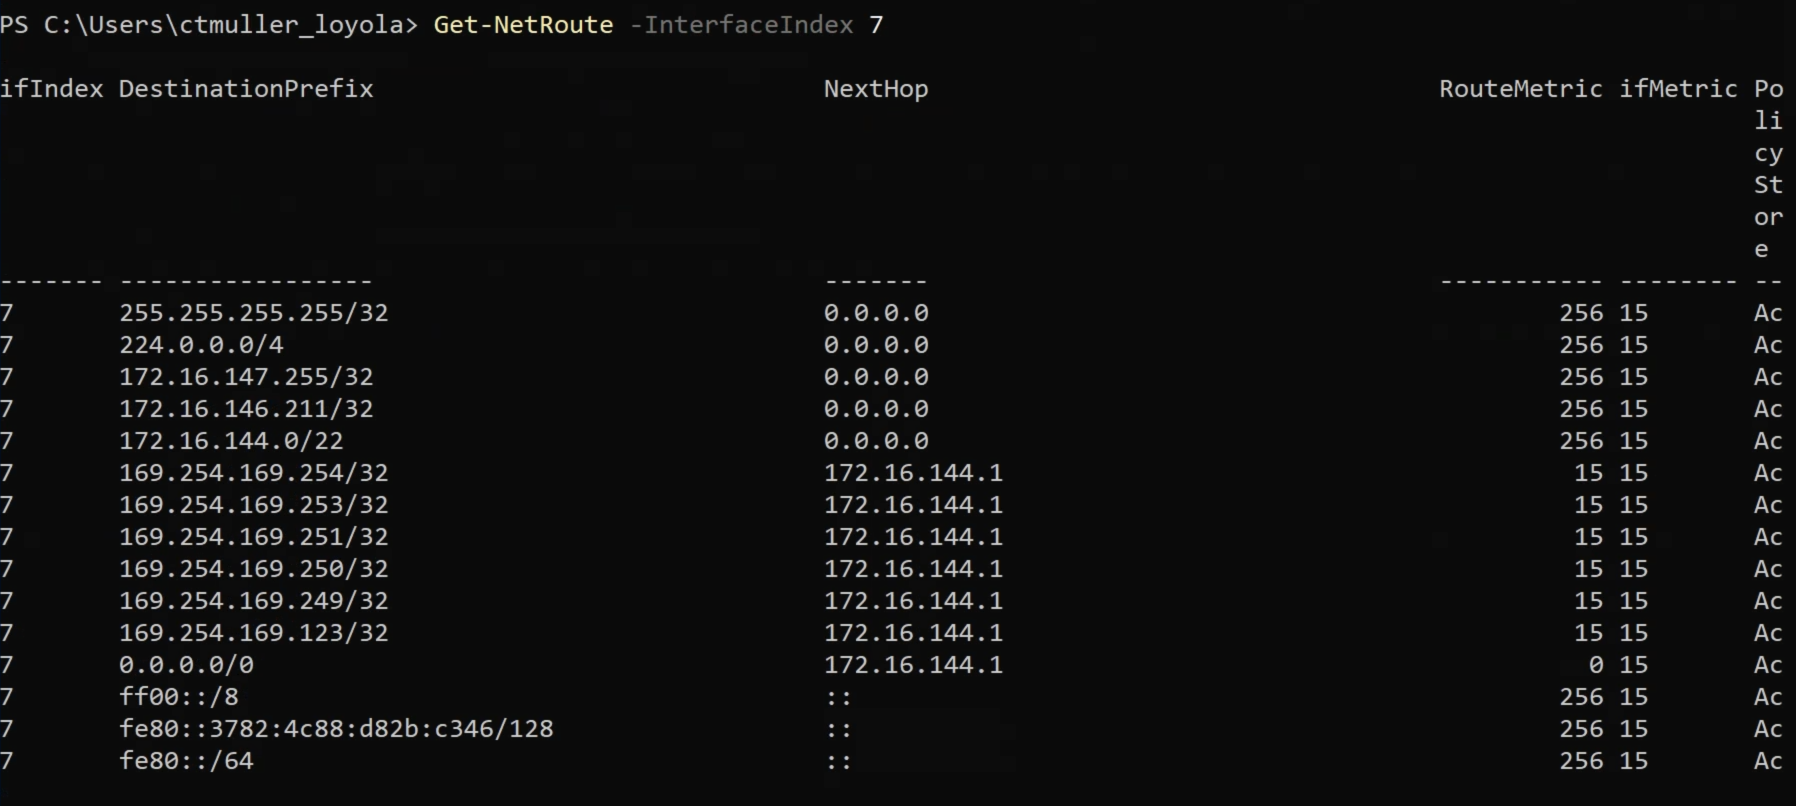 PS C:\Users\ctmuller_loyola> Get-NetRoute -InterfaceIndex 7
ifIndex DestinationPrefix NextHop RouteMetric ifMetric Po
li
cy
St
or
e
------- ----------------- ------- ----------- -------- --
7 255.255.255.255/32 0.0.0.0 256 15 Ac
7 224.0.0.0/4 0.0.0.0 256 15 Ac
7 172.16.147.255/32 0.0.0.0 256 15 Ac
7 172.16.146.211/32 0.0.0.0 256 15 Ac
7 172.16.144.0/22 0.0.0.0 256 15 Ac
7 169.254.169.254/32 172.16.144.1 15 15 Ac
7 169.254.169.253/32 172.16.144.1 15 15 Ac
7 169.254.169.251/32 172.16.144.1 15 15 Ac
7 169.254.169.250/32 172.16.144.1 15 15 Ac
7 169.254.169.249/32 172.16.144.1 15 15 Ac
7 169.254.169.123/32 172.16.144.1 15 15 Ac
7 0.0.0.0/0 172.16.144.1 0 15 Ac
7 ff00::/8 :: 256 15 Ac
7 fe80::3782:4c88:d82b:c346/128 :: 256 15 Ac
7 fe80::/64 :: 256 15 Ac